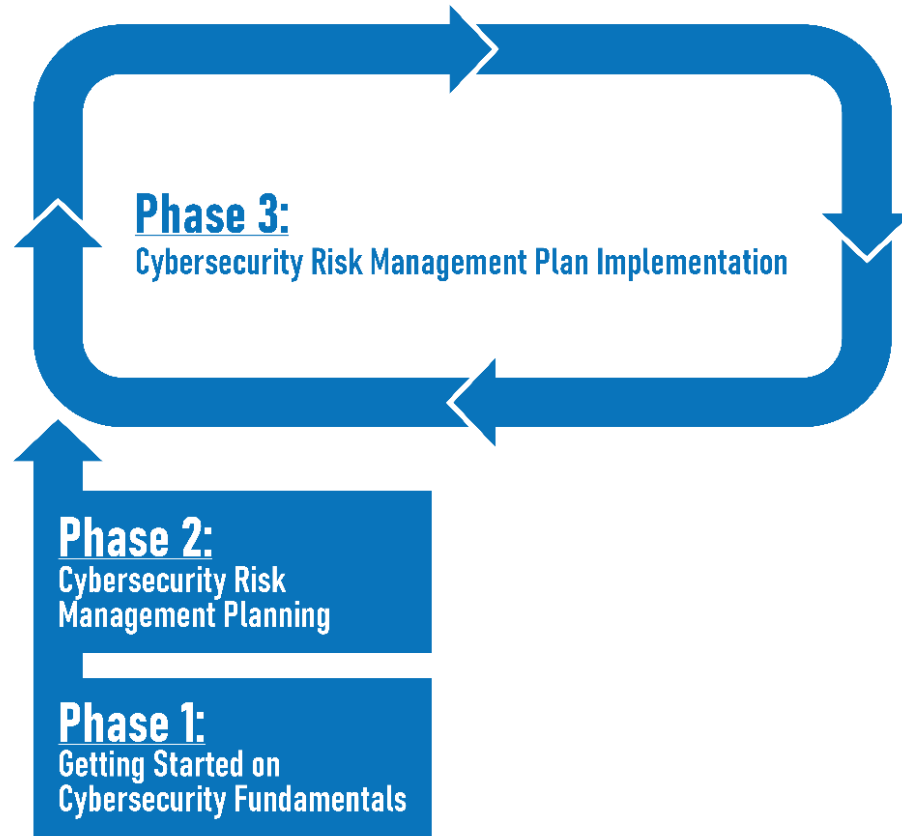 Phase 3:
Cybersecurity Risk Management Plan Implementation
Phase 2:
Cybersecurity Risk
Management Planning
Phase 1:
Getting Started on
Cybersecurity Fundamentals